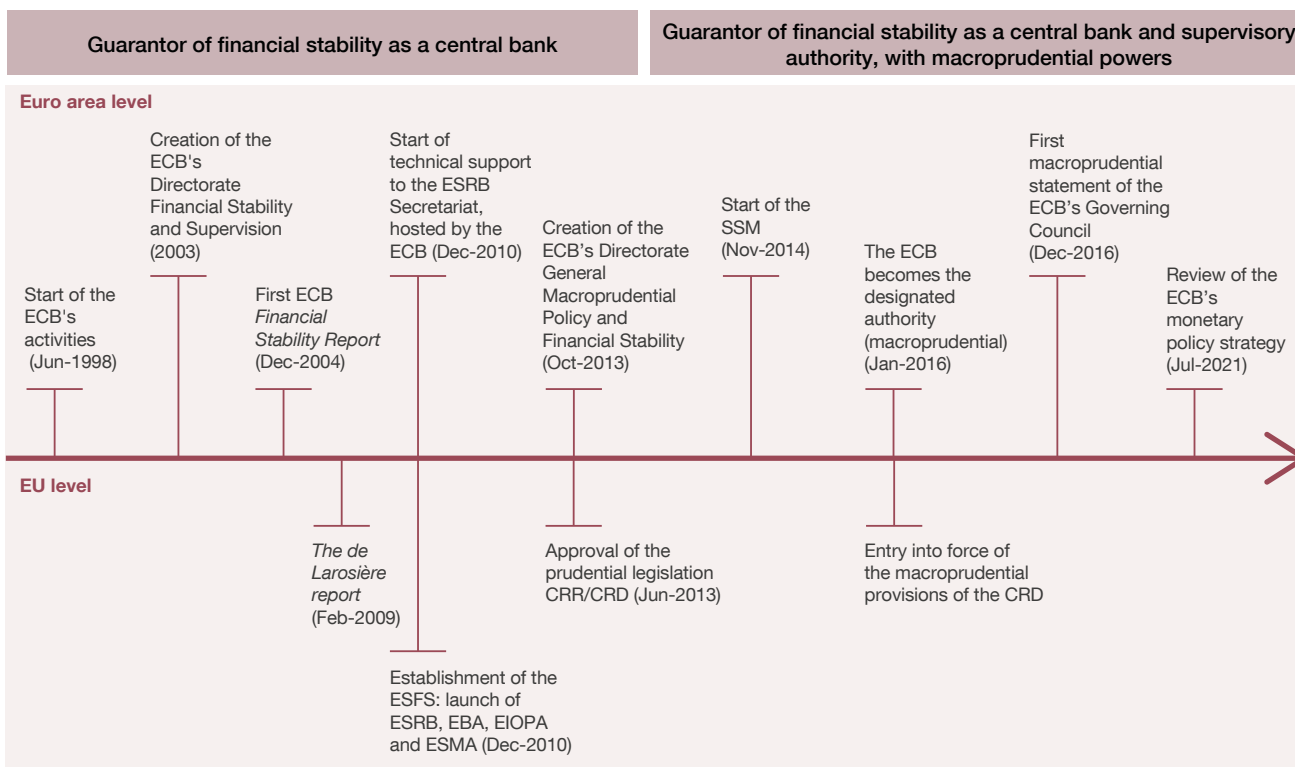 Guarantor of financial stability as a central bank
Guarantor of financial stability as a central bank and supervisory
authority, with macroprudential powers
Euro area level
Start of the
ECB's
activities
(Jun-1998)
Creation of the
ECB's
Directorate
Financial Stability
and Supervision
(2003)
First ECB
Financial
Stability Report
(Dec-2004)
Start of
technical support
to the ESRB
Secretariat,
hosted by the
ECB (Dec-2010)
Creation of the
ECB’s Directorate
General
Macroprudential
Policy and
Financial Stability
(Oct-2013)
Start of the
SSM
(Nov-2014)
The ECB
becomes the
designated
authority
(macroprudential)
(Jan-2016)
First
macroprudential
statement of the
ECB’s Governing
Council
(Dec-2016)
Review of the
ECB’s
monetary
policy strategy
(Jul-2021)
EU level
The de
Larosière
report
(Feb-2009)
Establishment of the
ESFS: launch of
ESRB, EBA, EIOPA
and ESMA (Dec-2010)
Approval of the
prudential legislation
CRR/CRD (Jun-2013)
Entry into force of
the macroprudential
provisions of the CRD